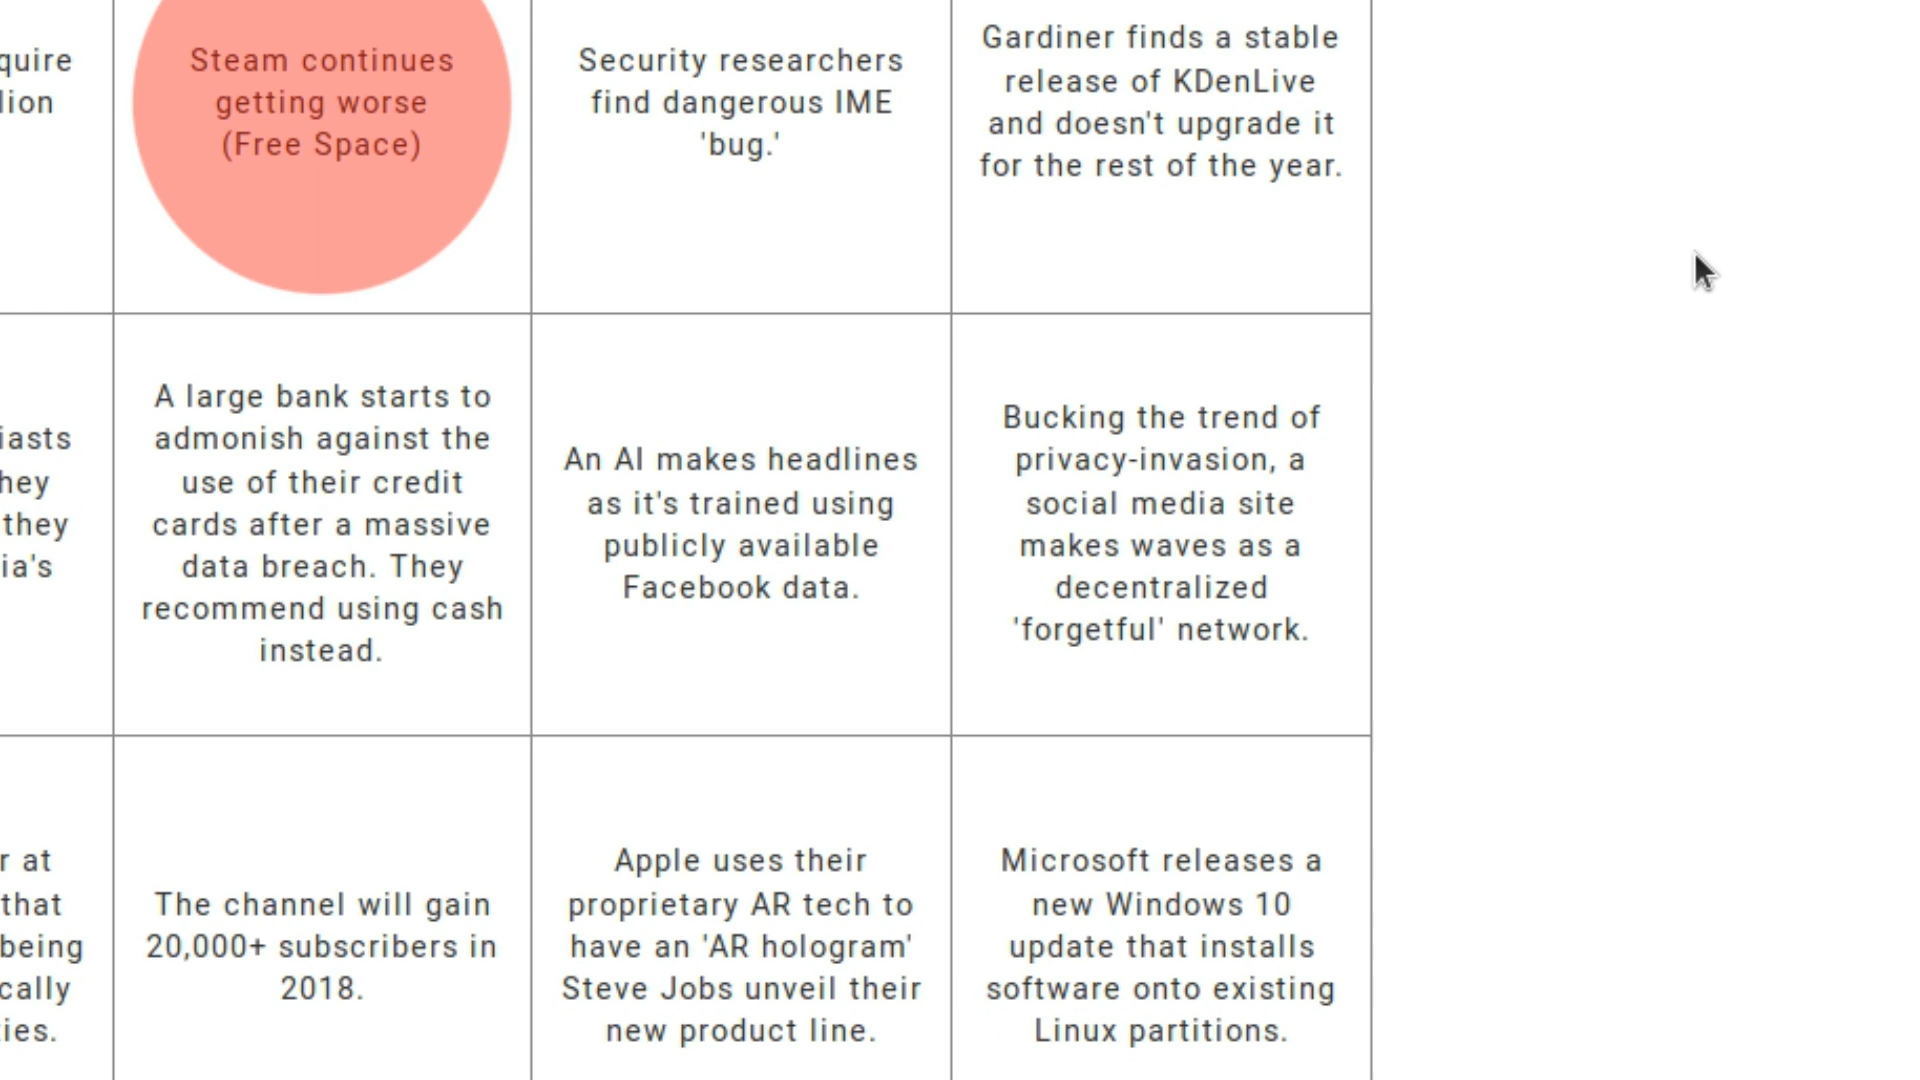 quire
lion
Steam continues
getting worse
(Free Space)
Security researchers
find dangerous IME
'bug.'
Gardiner finds a stable
release of KDenLive
and doesn't upgrade it
for the rest of the year.
iasts
hey
they
ia's
A large bank starts to
admonish against the
use of their credit
cards after a massive
data breach. They
recommend using cash
instead.
An AI makes headlines
as it's trained using
publicly available
Facebook data.
Bucking the trend of
privacy-invasion, a
social media site
makes waves as a
decentralized
'forgetful' network.
r at
that
being
cally
ies.
The channel will gain
20,000+ subscribers in
2018.
Apple uses their
proprietary AR tech to
have an 'AR hologram'
Steve Jobs unveil their
new product line.
Microsoft releases a
new Windows 10
update that installs
software onto existing
Linux partitions.